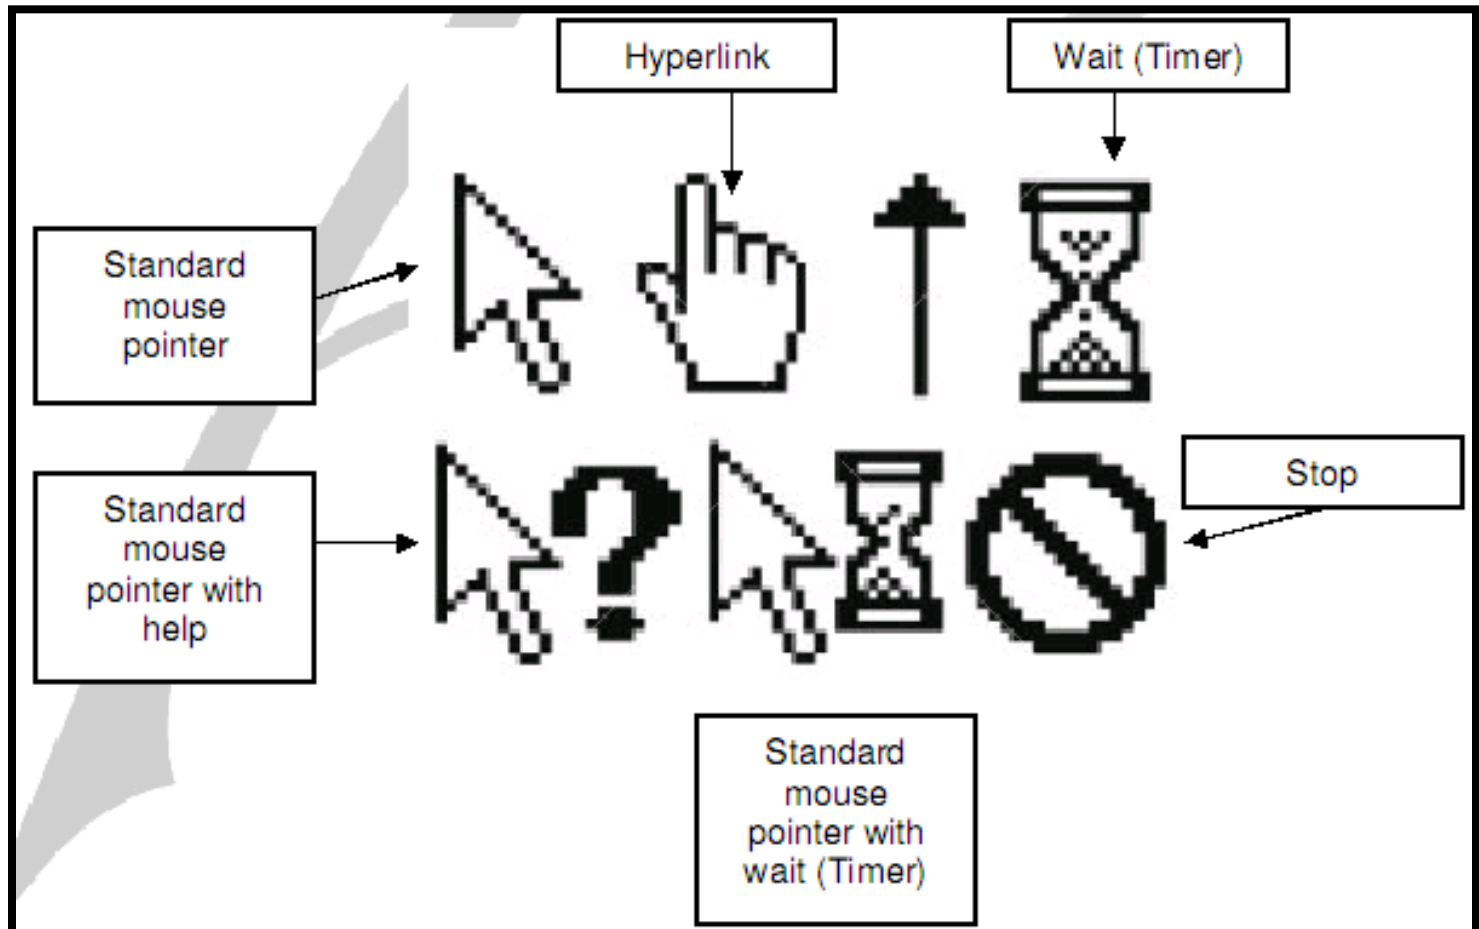 Hyperlink
Wait (Timer)
Standard
mouse
pointer
Standard
mouse
pointer with
help
Stop
Standard
mouse
pointer with
wait (Timer)